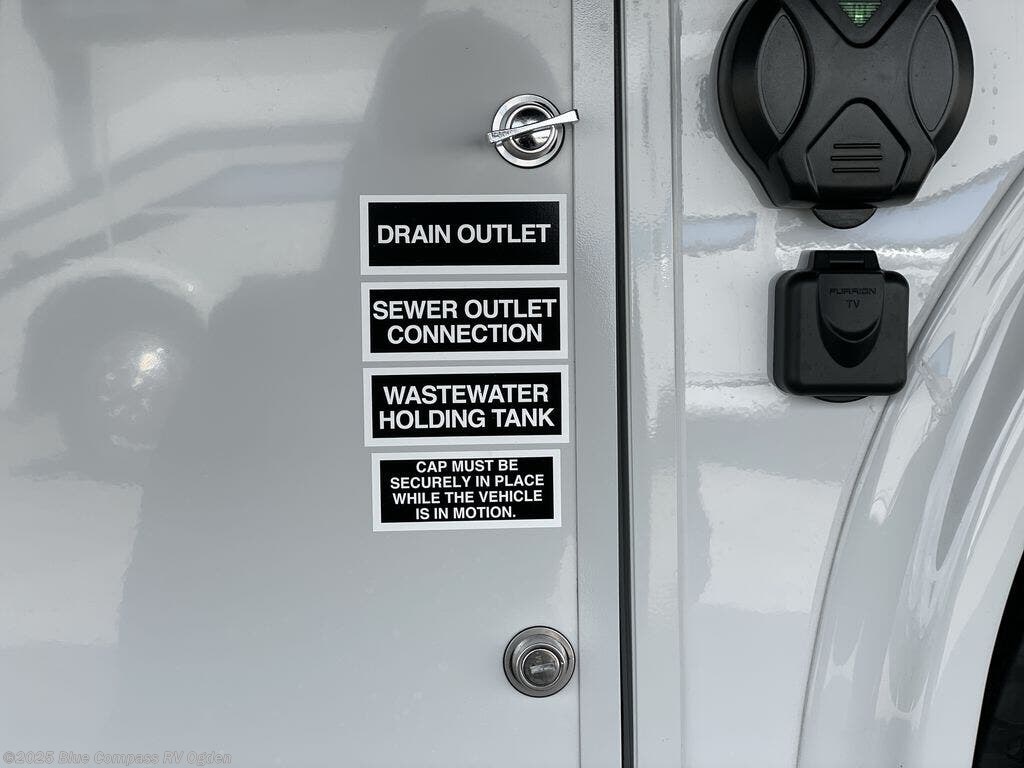 DRAIN OUTLET
SEWER OUTLET
CONNECTION
WASTEWATER
HOLDING TANK
CAP MUST BE
SECURELY IN PLACE
WHILE THE VEHICLE
IS IN MOTION.
FURRION
TV
©2025 Blue Compass RV Ogden